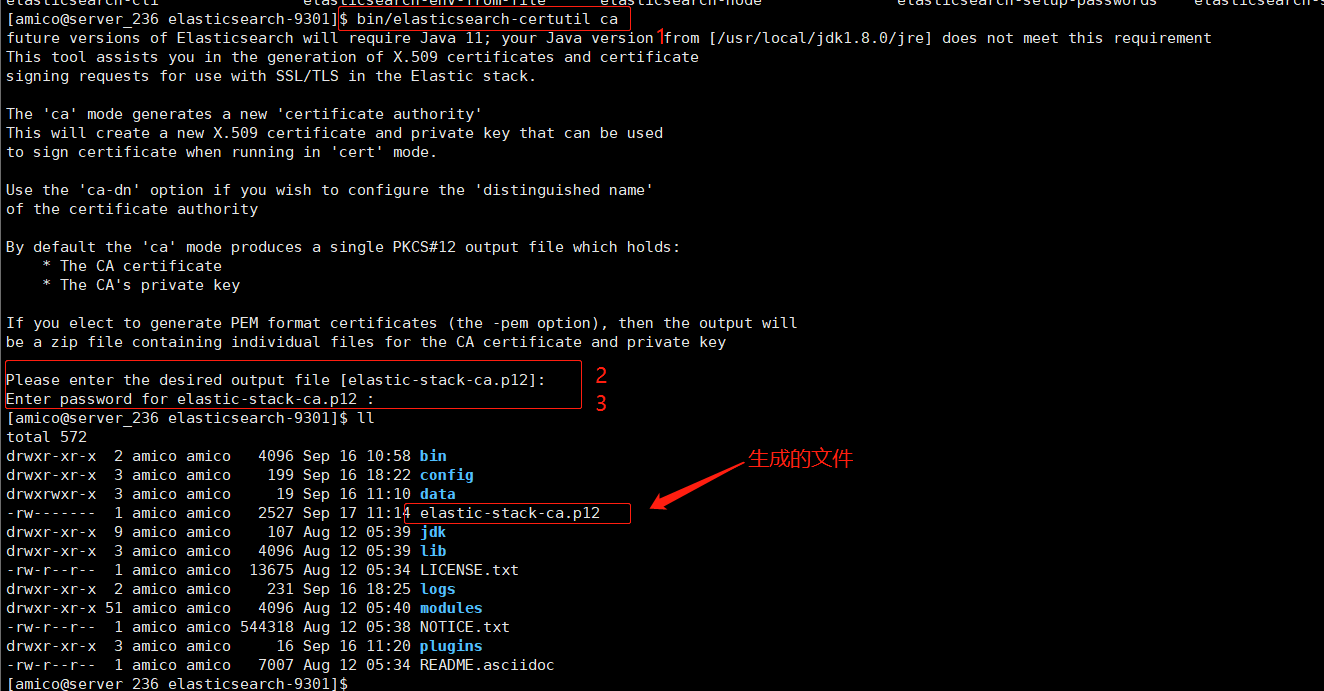 [amico@server_236 elasticsearch-9301]$ bin/elasticsearch-certutil ca
1
future versions of Elasticsearch will require Java 11; your Java version from [/usr/local/jdk1.8.0/jre] does not meet this requirement
This tool assists you in the generation of X.509 certificates and certificate
signing requests for use with SSL/TLS in the Elastic stack.
The 'ca' mode generates a new 'certificate authority'
This will create a new X.509 certificate and private key that can be used
to sign certificate when running in 'cert' mode.
Use the 'ca-dn' option if you wish to configure the 'distinguished name'
of the certificate authority
By default the 'ca' mode produces a single PKCS#12 output file which holds:
* The CA certificate
* The CA's private key
If you elect to generate PEM format certificates (the -pem option), then the output will
be a zip file containing individual files for the CA certificate and private key
Please enter the desired output file [elastic-stack-ca.p12]: 2
Enter password for elastic-stack-ca.p12 : 3
[amico@server_236 elasticsearch-9301]$ ll
total 572
drwxr-xr-x 2 amico amico 4096 Sep 16 10:58 bin
生成的文件
drwxr-xr-x 3 amico amico 199 Sep 16 18:22 config
drwxrwxr-x 3 amico amico 19 Sep 16 11:10 data
-rw------- 1 amico amico 2527 Sep 17 11:14 elastic-stack-ca.p12
drwxr-xr-x 9 amico amico 107 Aug 12 05:39 jdk
drwxr-xr-x 3 amico amico 4096 Aug 12 05:39 lib
-rw-r--r-- 1 amico amico 13675 Aug 12 05:34 LICENSE.txt
drwxr-xr-x 2 amico amico 231 Sep 16 18:25 logs
drwxr-xr-x 51 amico amico 4096 Aug 12 05:40 modules
-rw-r--r-- 1 amico amico 544318 Aug 12 05:38 NOTICE.txt
drwxr-xr-x 3 amico amico 16 Sep 16 11:20 plugins
-rw-r--r-- 1 amico amico 7007 Aug 12 05:34 README.asciidoc
[amico@server_236 elasticsearch-9301]$